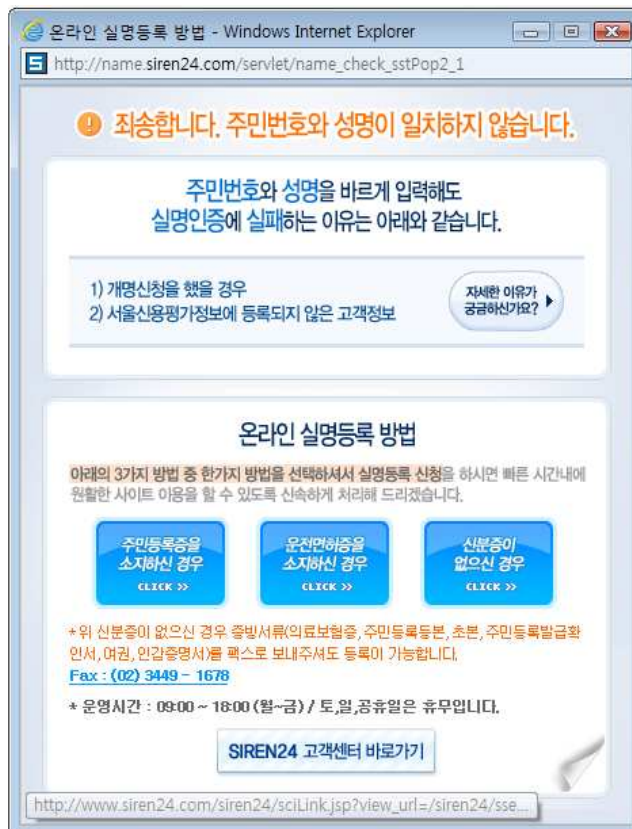 온라인 실명등록 방법 - Windows Internet Explorer
http://name.siren24.com/servlet/name_check_sstPop2_1
죄송합니다. 주민번호와 성명이 일치하지 않습니다.
주민번호와 성명을 바르게 입력해도
실명인증에 실패하는 이유는 아래와 같습니다.
1) 개명신청을 했을 경우
2) 서울신용평가정보에 등록되지 않은 고객정보
자세한 이유가
궁금하신가요?
온라인 실명등록 방법
아래의 3가지 방법 중 한가지 방법을 선택하셔서 실명등록 신청을 하시면 빠른 시간내에
원활한 사이트 이용을 할 수 있도록 신속하게 처리해 드리겠습니다.
주민등록증을
소지하신 경우
CLICK >>
운전면허증을
소지하신 경우
CLICK >>
신분증이
없으신 경우
CLICK >>
*위 신분증이 없으신 경우 증빙서류(의료보험증, 주민등록등본, 초본, 주민등록발급확
인서, 여권, 인감증명서)를 팩스로 보내주셔도 등록이 가능합니다.
Fax : (02) 3449 - 1678
* 운영시간 : 09:00 ~ 18:00 (월~금) / 토,일,공휴일은 휴무입니다.
SIREN24 고객센터 바로가기
http://www.siren24.com/siren24/sciLink.jsp?view_url=/siren24/sse...